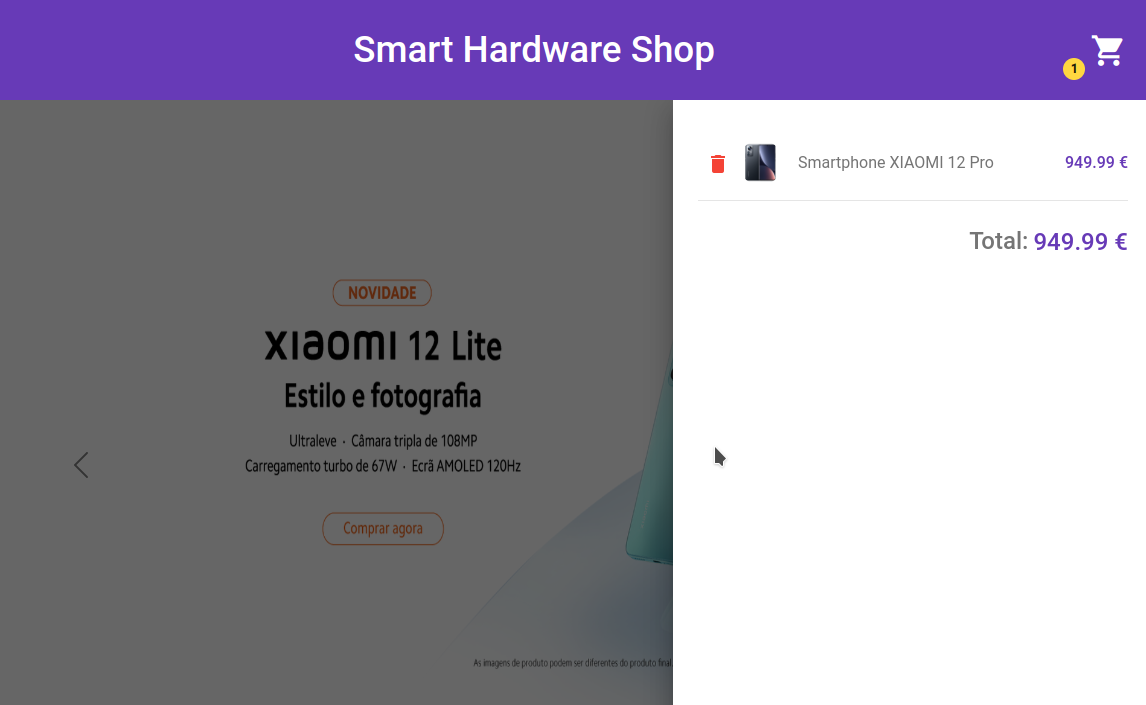 Smart Hardware Shop
1
Smartphone XIAOMI 12 Pro 949.99 €
Total: 949.99 €
NOVIDADE
XIAOMI 12 Lite
Estilo e fotografia
Ultraleve · Câmara tripla de 108MP
Carregamento turbo de 67W · Ecrã AMOLED 120Hz
Comprar agora
As imagens de produto podem ser diferentes do produto final.